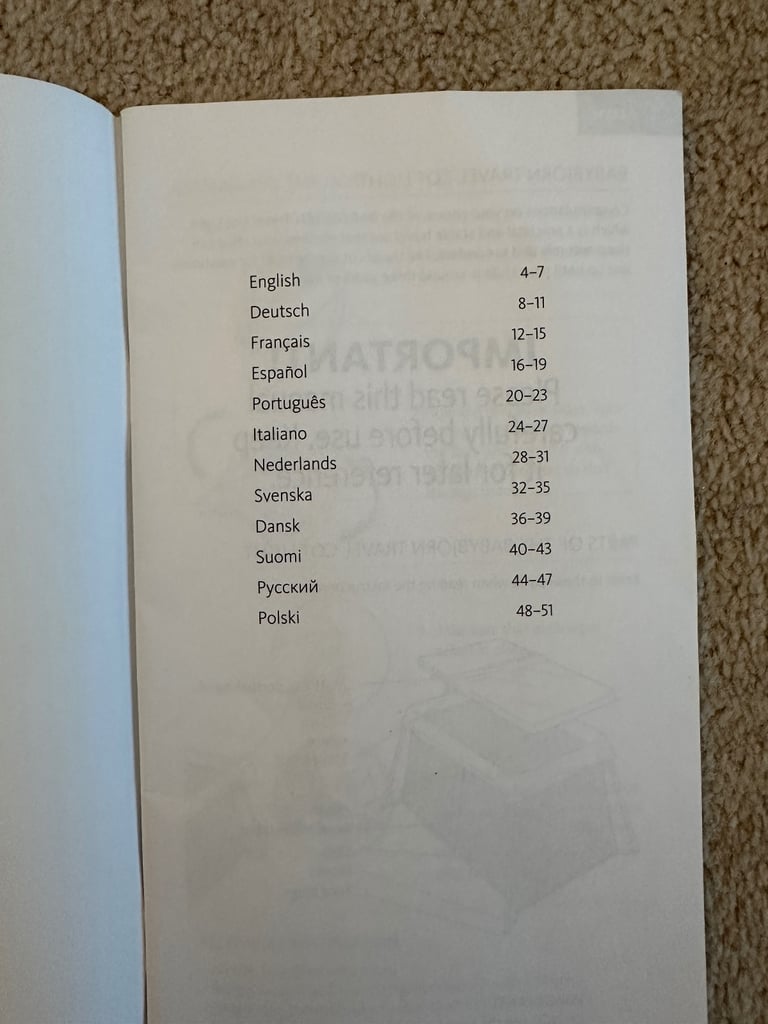 English 4–7
Deutsch 8–11
Français 12–15
Español 16–19
Português 20–23
Italiano 24–27
Nederlands 28–31
Svenska 32–35
Dansk 36–39
Suomi 40–43
Русский 44–47
Polski 48–51